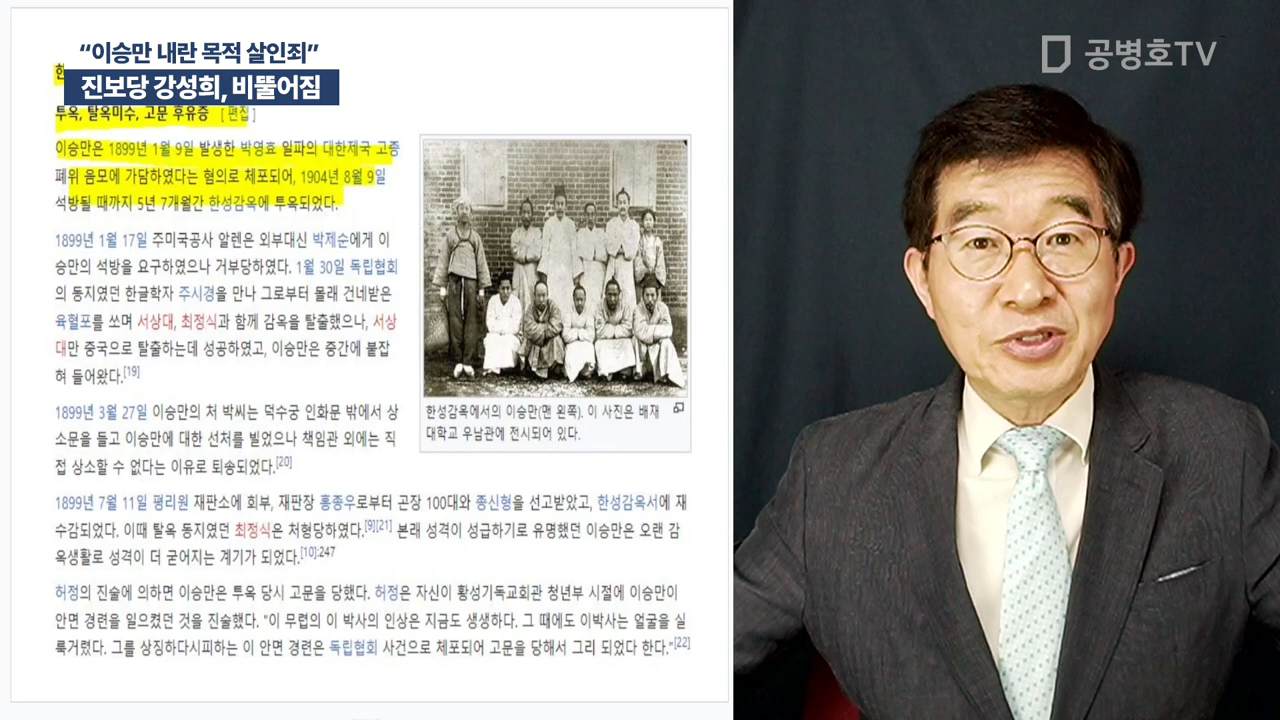 “이승만 내란 목적 살인죄”
진보당 강성희, 비뚤어짐
공병호TV
투옥, 탈옥미수, 고문 후유증 [편집]
이승만은 1899년 1월 9일 발생한 박영효 일파의 대한제국 고종
폐위 음모에 가담하였다는 혐의로 체포되어, 1904년 8월 9일
석방될 때까지 5년 7개월간 한성감옥에 투옥되었다.
1899년 1월 17일 주미국공사 알렌은 외부대신 박제순에게 이
승만의 석방을 요구하였으나 거부당하였다. 1월 30일 독립협회
의 동지였던 한글학자 주시경을 만나 그로부터 몰래 건네받은
육혈포를 쓰며 서상대, 최정식과 함께 감옥을 탈출했으나, 서상
대만 중국으로 탈출하는데 성공하였고, 이승만은 중간에 붙잡
혀 들어왔다.[19]
1899년 3월 27일 이승만의 처 박씨는 덕수궁 인화문 밖에서 상
소문을 들고 이승만에 대한 선처를 빌었으나 책임관 외에는 직
접 상소할 수 없다는 이유로 퇴송되었다.[20]
한성감옥에서의 이승만(맨 왼쪽). 이 사진은 배재
대학교 우남관에 전시되어 있다.
1899년 7월 11일 평리원 재판소에 회부, 재판장 홍종우로부터 곤장 100대와 종신형을 선고받았고, 한성감옥서에 재
수감되었다. 이때 탈옥 동지였던 최정식은 처형당하였다.[9][21] 본래 성격이 성급하기로 유명했던 이승만은 오랜 감
옥생활로 성격이 더 굳어지는 계기가 되었다.[10]:247
허정의 진술에 의하면 이승만은 투옥 당시 고문을 당했다. 허정은 자신이 황성기독교회관 청년부 시절에 이승만이
안면 경련을 일으켰던 것을 진술했다. "이 무렵의 이 박사의 인상은 지금도 생생하다. 그 때에도 이박사는 얼굴을 실
룩거렸다. 그를 상징하다시피하는 이 안면 경련은 독립협회 사건으로 체포되어 고문을 당해서 그리 되었다 한다."[22]